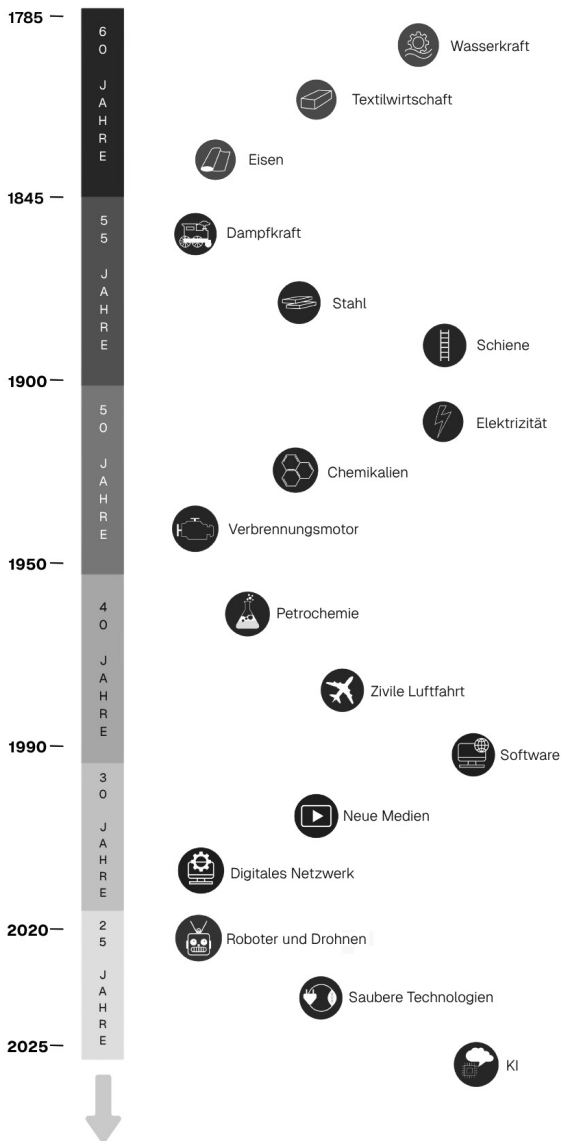 1785
60 JAHRE
Wasserkraft
Textilwirtschaft
Eisen
1845
55 JAHRE
Dampfkraft
Stahl
Schiene
1900
50 JAHRE
Elektrizität
Chemikalien
Verbrennungsmotor
1950
40 JAHRE
Petrochemie
Zivile Luftfahrt
1990
Software
30 JAHRE
Neue Medien
Digitales Netzwerk
2020
25 JAHRE
Roboter und Drohnen
Saubere Technologien
2025
KI